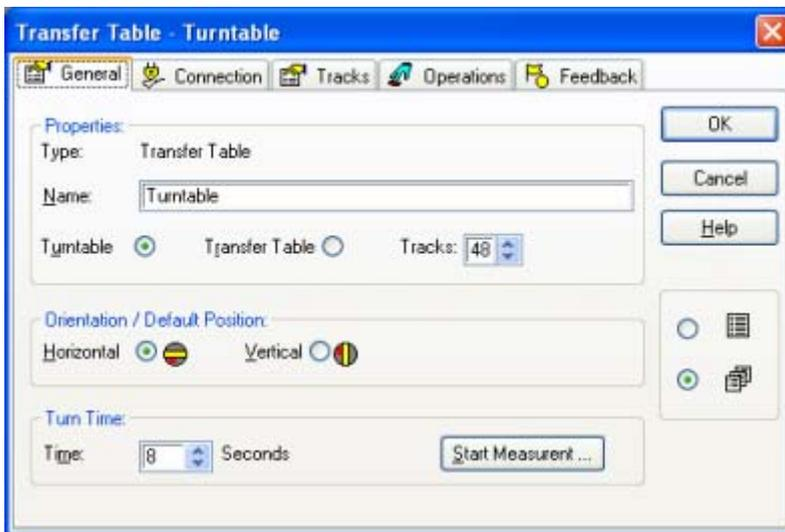 Transfer Table - Turntable
General Connection Tracks Operations Feedback
Properties:
Type: Transfer Table
Name: Turntable
Turntable Transfer Table Tracks: 48
Orientation / Default Position:
Horizontal Vertical
Turn Time:
Time: 8 Seconds Start Measurent ...
OK
Cancel
Help